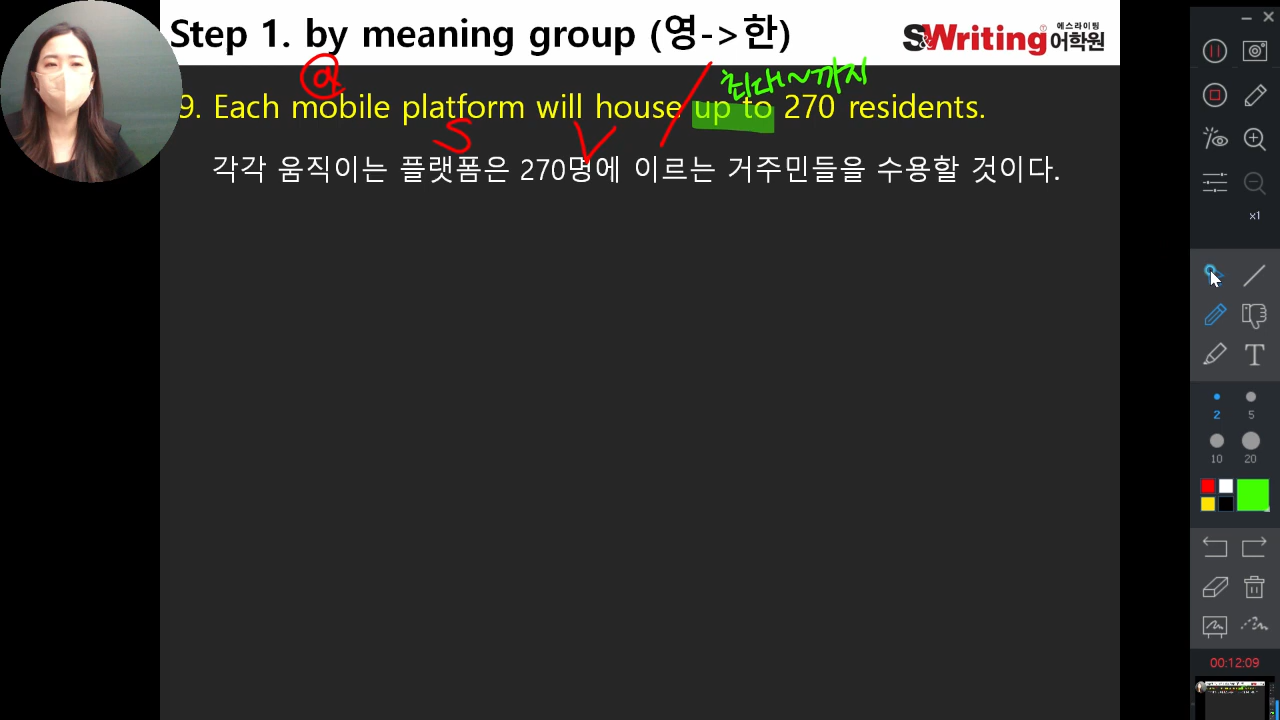 Step 1. by meaning group (영->한)
S&Writing 에스라이팅 어학원
ⓐ
최대~까지
9. Each mobile platform will house / up to 270 residents.
S V
각각 움직이는 플랫폼은 270명에 이르는 거주민들을 수용할 것이다.
x1
T
2 5
10 20
00:12:09